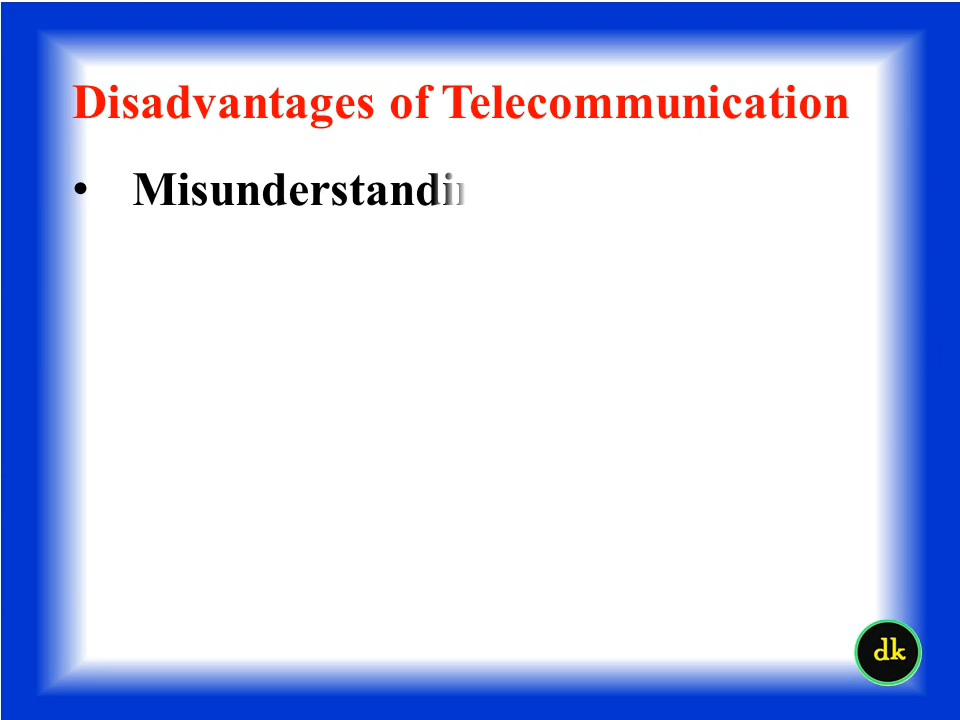 Disadvantages of Telecommunication
• Misunderstandin
dk